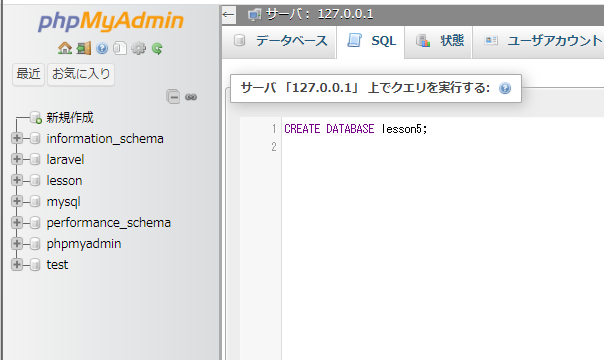 phpMyAdmin
最近 お気に入り
新規作成
information_schema
laravel
lesson
mysql
performance_schema
phpmyadmin
test
← サーバ: 127.0.0.1
データベース SQL 状態 ユーザアカウント
サーバ 「127.0.0.1」 上でクエリを実行する:
1 CREATE DATABASE lesson5;
2